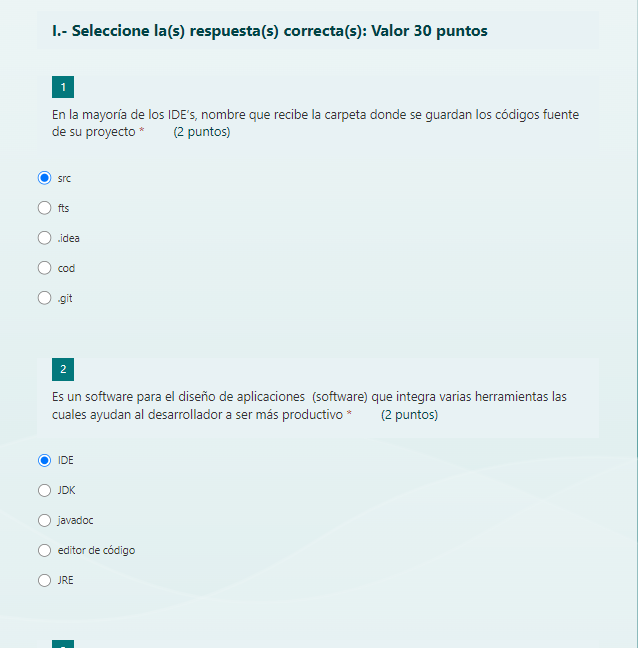 I.- Seleccione la(s) respuesta(s) correcta(s): Valor 30 puntos
1
En la mayoría de los IDE's, nombre que recibe la carpeta donde se guardan los códigos fuente
de su proyecto * (2 puntos)
src
fts
.idea
cod
.git
2
Es un software para el diseño de aplicaciones (software) que integra varias herramientas las
cuales ayudan al desarrollador a ser más productivo * (2 puntos)
IDE
JDK
javadoc
editor de código
JRE